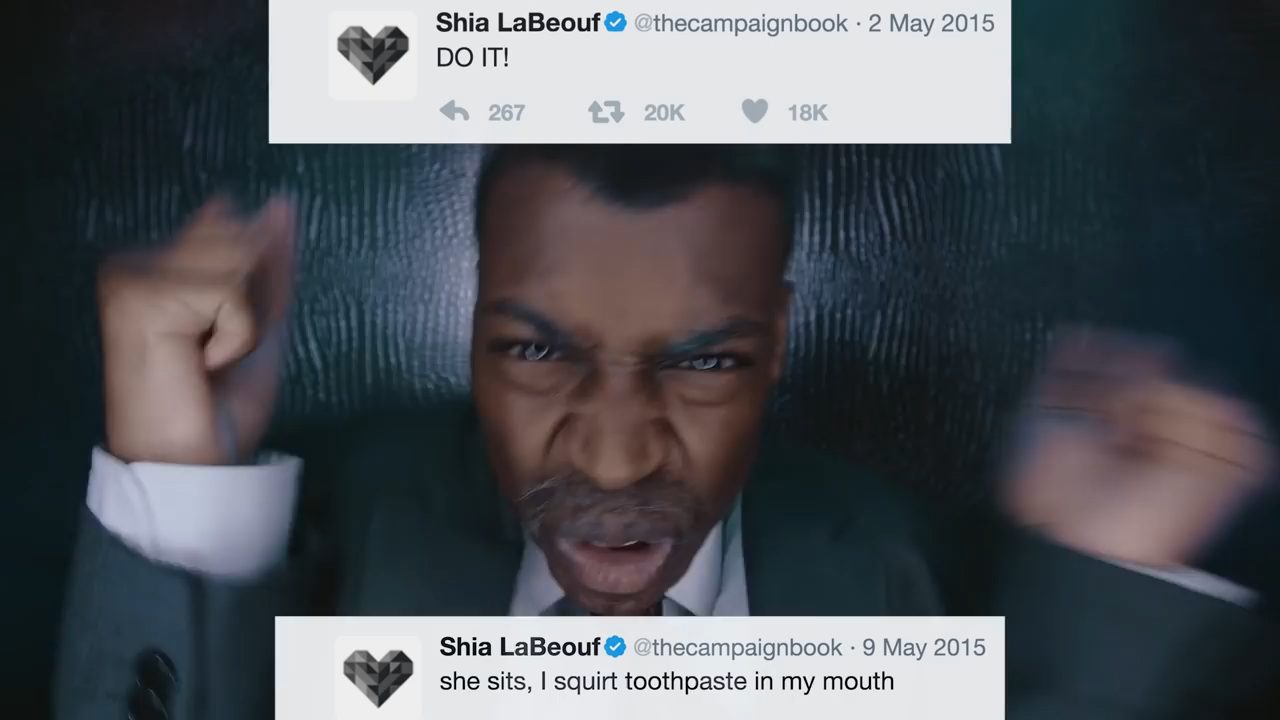 Shia LaBeouf @thecampaignbook · 2 May 2015
DO IT!
267 20K 18K
Shia LaBeouf @thecampaignbook · 9 May 2015
she sits, I squirt toothpaste in my mouth